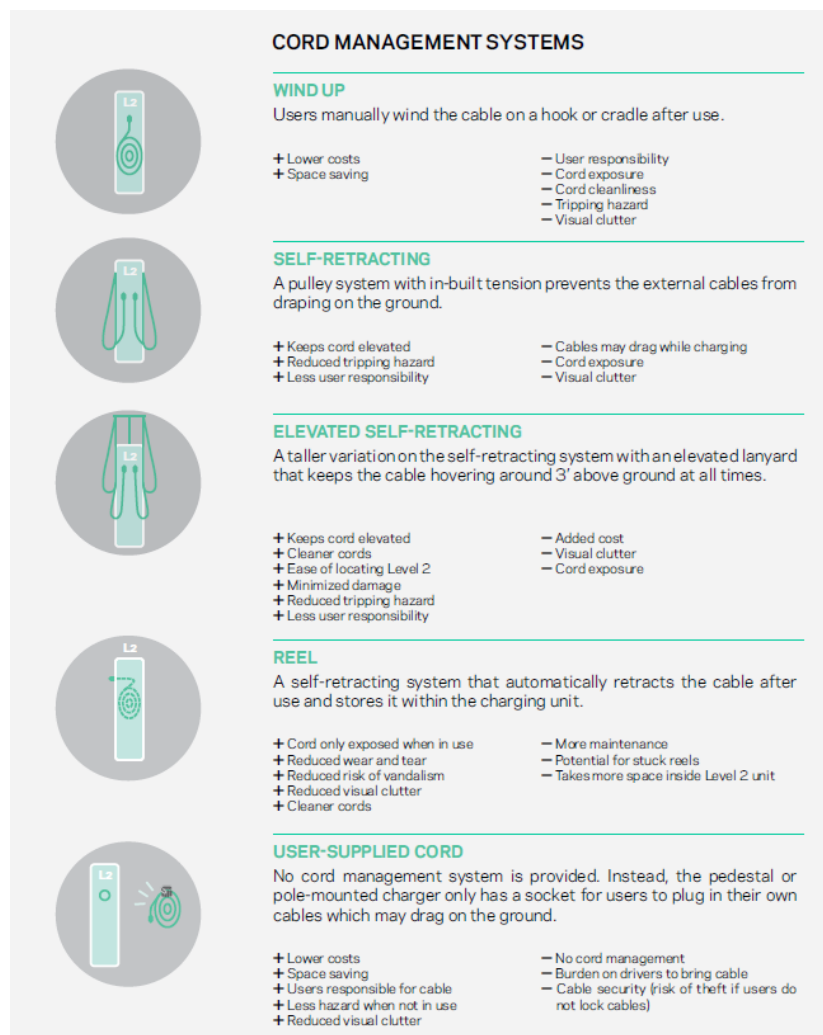 CORD MANAGEMENT SYSTEMS
L2
WIND UP
Users manually wind the cable on a hook or cradle after use.
+ Lower costs
+ Space saving
— User responsibility
— Cord exposure
— Cord cleanliness
— Tripping hazard
— Visual clutter
L2
SELF-RETRACTING
A pulley system with in-built tension prevents the external cables from
draping on the ground.
+ Keeps cord elevated
+ Reduced tripping hazard
+ Less user responsibility
— Cables may drag while charging
— Cord exposure
— Visual clutter
L2
ELEVATED SELF-RETRACTING
A taller variation on the self-retracting system with an elevated lanyard
that keeps the cable hovering around 3' above ground at all times.
+ Keeps cord elevated
+ Cleaner cords
+ Ease of locating Level 2
+ Minimized damage
+ Reduced tripping hazard
+ Less user responsibility
— Added cost
— Visual clutter
— Cord exposure
L2
REEL
A self-retracting system that automatically retracts the cable after
use and stores it within the charging unit.
+ Cord only exposed when in use
+ Reduced wear and tear
+ Reduced risk of vandalism
+ Reduced visual clutter
+ Cleaner cords
— More maintenance
— Potential for stuck reels
— Takes more space inside Level 2 unit
L2
USER-SUPPLIED CORD
No cord management system is provided. Instead, the pedestal or
pole-mounted charger only has a socket for users to plug in their own
cables which may drag on the ground.
+ Lower costs
+ Space saving
+ Users responsible for cable
+ Less hazard when not in use
+ Reduced visual clutter
— No cord management
— Burden on drivers to bring cable
— Cable security (risk of theft if users do
not lock cables)